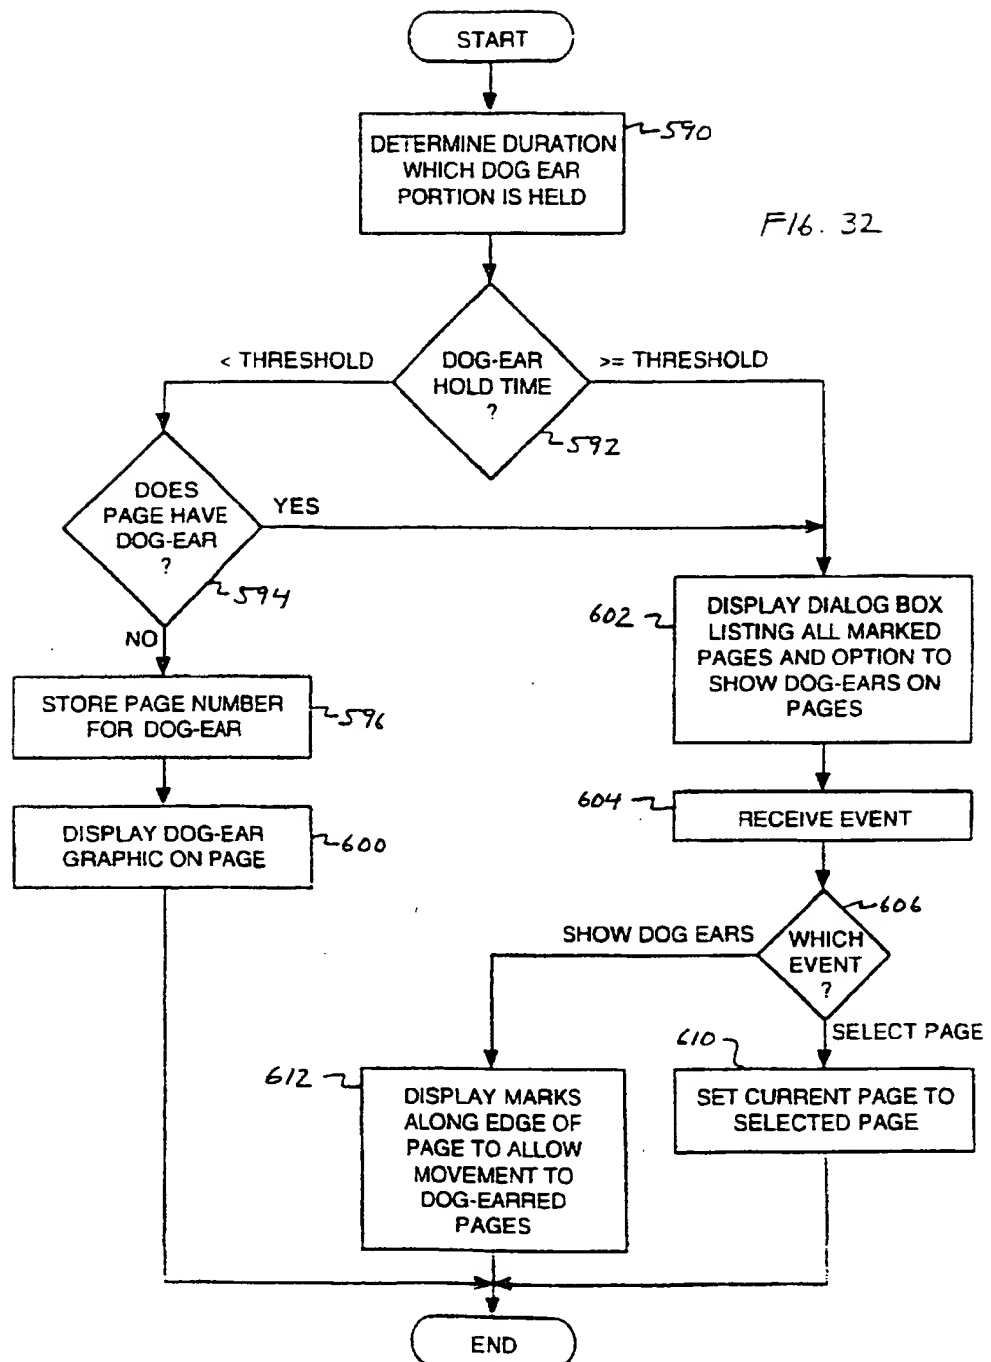 START
DETERMINE DURATION
WHICH DOG EAR
PORTION IS HELD
590
FIG. 32
DOG-EAR
HOLD TIME
?
592
< THRESHOLD
>= THRESHOLD
DOES
PAGE HAVE
DOG-EAR
?
594
YES
NO
STORE PAGE NUMBER
FOR DOG-EAR
596
DISPLAY DOG-EAR
GRAPHIC ON PAGE
600
602
DISPLAY DIALOG BOX
LISTING ALL MARKED
PAGES AND OPTION TO
SHOW DOG-EARS ON
PAGES
604
RECEIVE EVENT
606
WHICH
EVENT
?
SHOW DOG EARS
SELECT PAGE
612
DISPLAY MARKS
ALONG EDGE OF
PAGE TO ALLOW
MOVEMENT TO
DOG-EARRED
PAGES
610
SET CURRENT PAGE TO
SELECTED PAGE
END